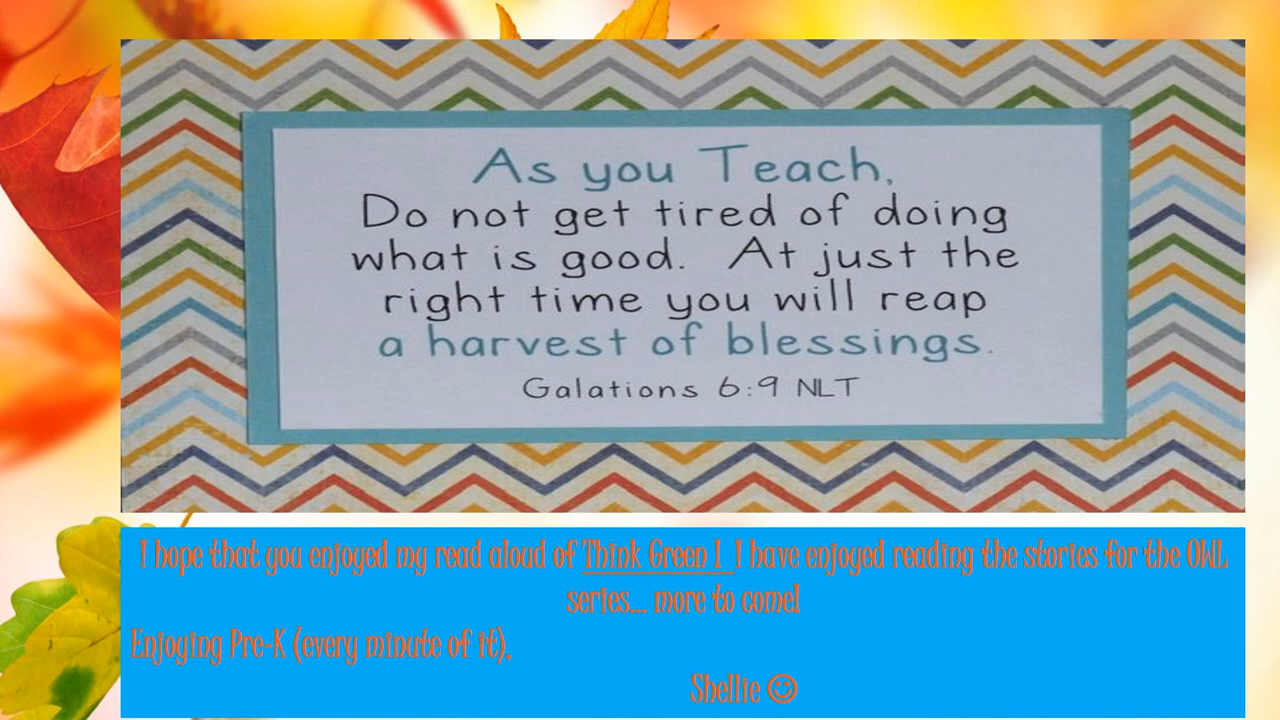 As you Teach,
Do not get tired of doing
what is good. At just the
right time you will reap
a harvest of blessings.
Galations 6:9 NLT
I hope that you enjoyed my read aloud of Think Green! I have enjoyed reading the stories for the OWL
series... more to come!
Enjoying Pre-K (every minute of it),
Shellie ☺